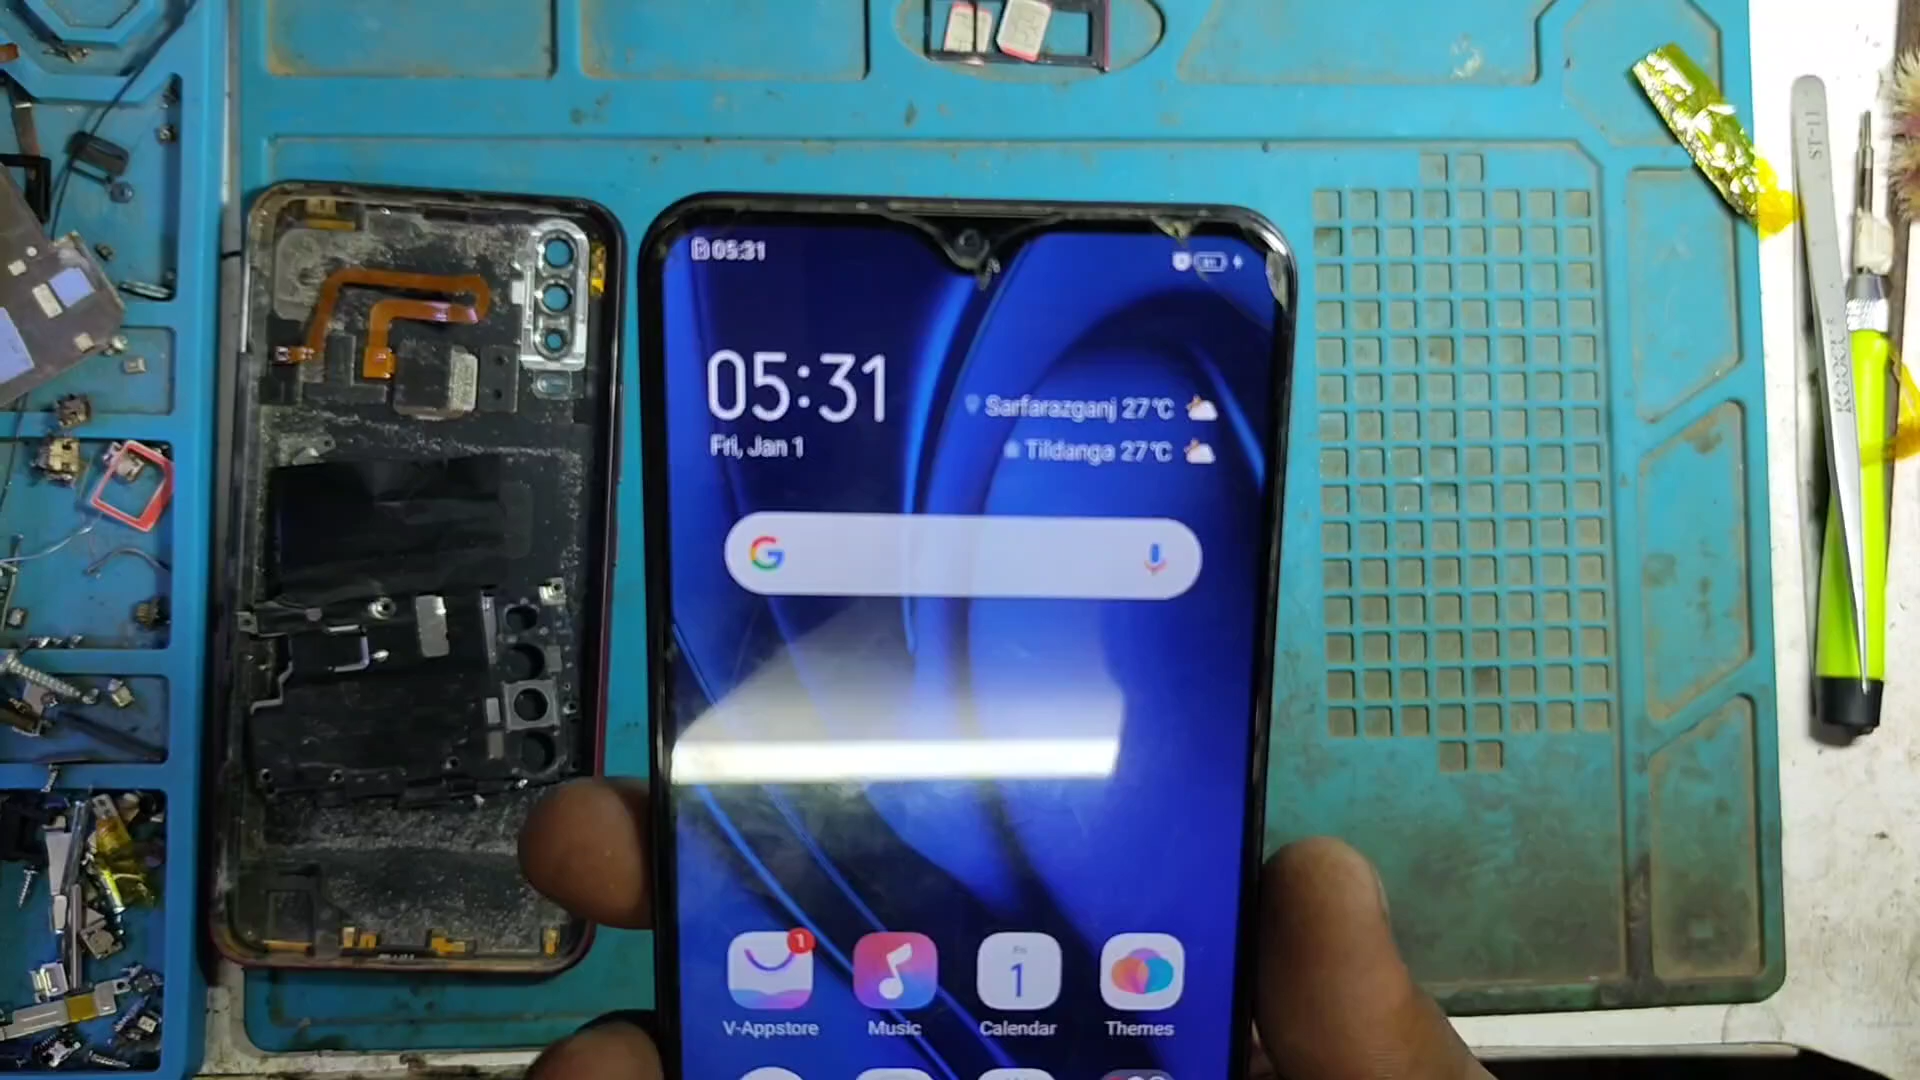 05:31
05:31
Fri, Jan 1
Sarfarazganj 27°C
Tildanga 27°C
G
1
Fri
1
V-Appstore
Music
Calendar
Themes
ST-11